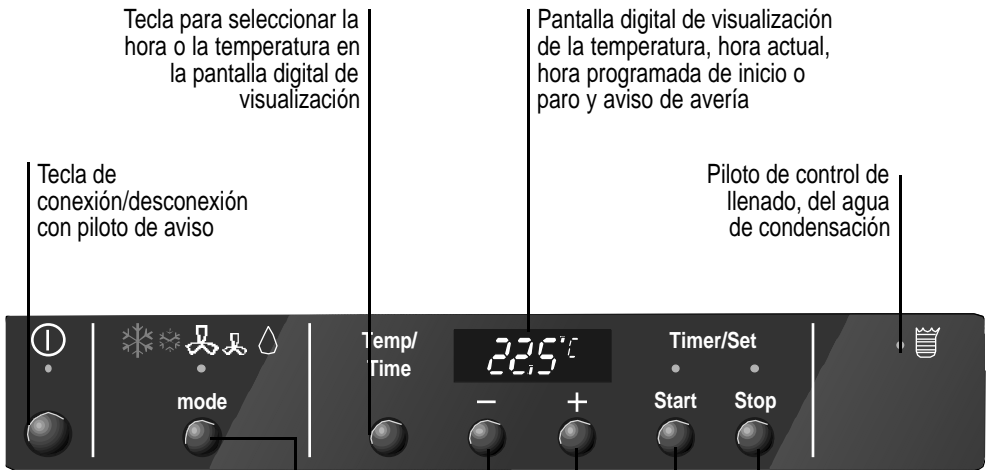 Tecla para seleccionar la
hora o la temperatura en
la pantalla digital de
visualización
Pantalla digital de visualización
de la temperatura, hora actual,
hora programada de inicio o
paro y aviso de avería
Tecla de
conexión/desconexión
con piloto de aviso
Piloto de control de
llenado, del agua
de condensación
Temp/
Time
22,5°C
Timer/Set
mode
− +
Start Stop